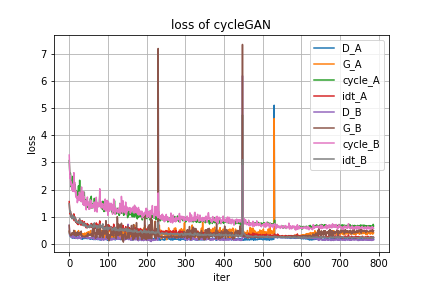 loss of cycleGAN
7
6
5
4
3
2
1
0
loss
D_A
G_A
cycle_A
idt_A
D_B
G_B
cycle_B
idt_B
0 100 200 300 400 500 600 700 800
iter